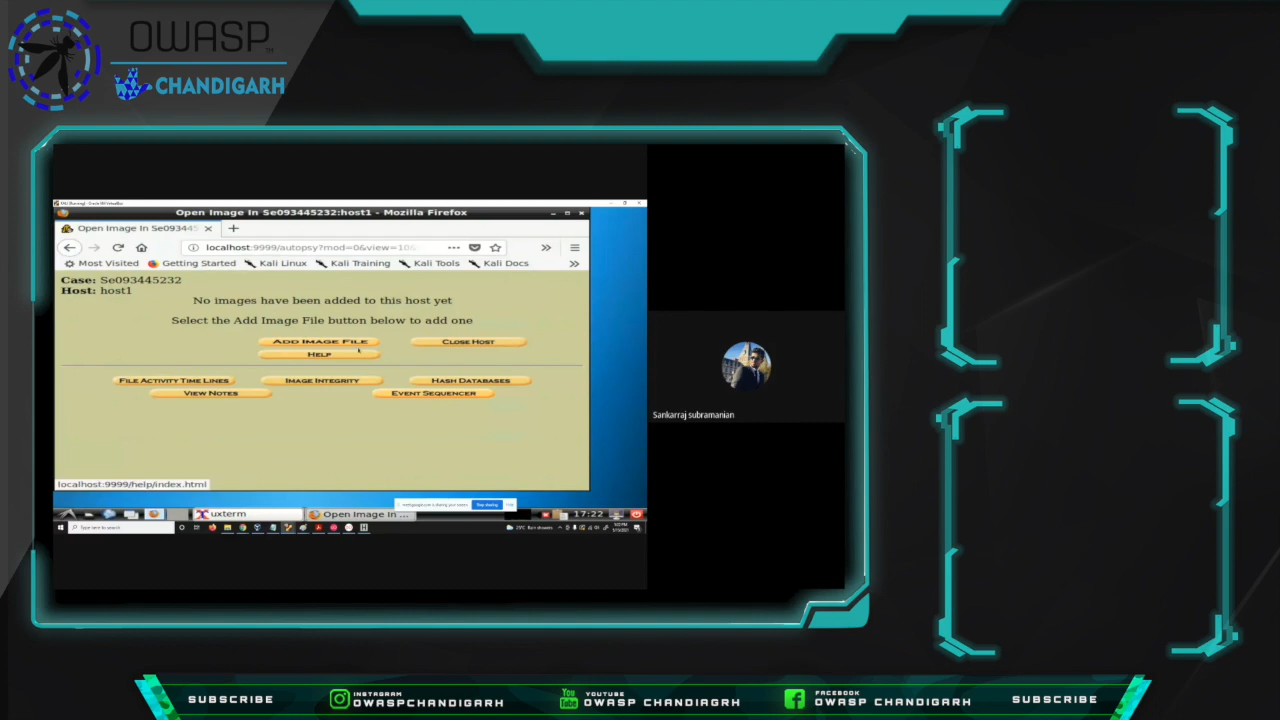 OWASP
CHANDIGARH
Open Image In Se093445232:host1 - Mozilla Firefox
Open Image In Se09344
localhost:9999/autopsy?mod=0&view=10&
Most Visited Getting Started Kali Linux Kali Training Kali Tools Kali Docs
Case: Se093445232
Host: host1
No images have been added to this host yet
Select the Add Image File button below to add one
ADD IMAGE FILE CLOSE HOST
HELP
FILE ACTIVITY TIME LINES IMAGE INTEGRITY HASH DATABASES
VIEW NOTES EVENT SEQUENCER
localhost:9999/help/index.html
Stop sharing
uxterm Open Image In ... 17:22
Type here to search
Sankarraj subramanian
SUBSCRIBE
INSTAGRAM
OWASPCHANDIGARH
YOUTUBE
OWASP CHANDIAGRH
FACEBOOK
OWASP CHANDIGARH
SUBSCRIBE